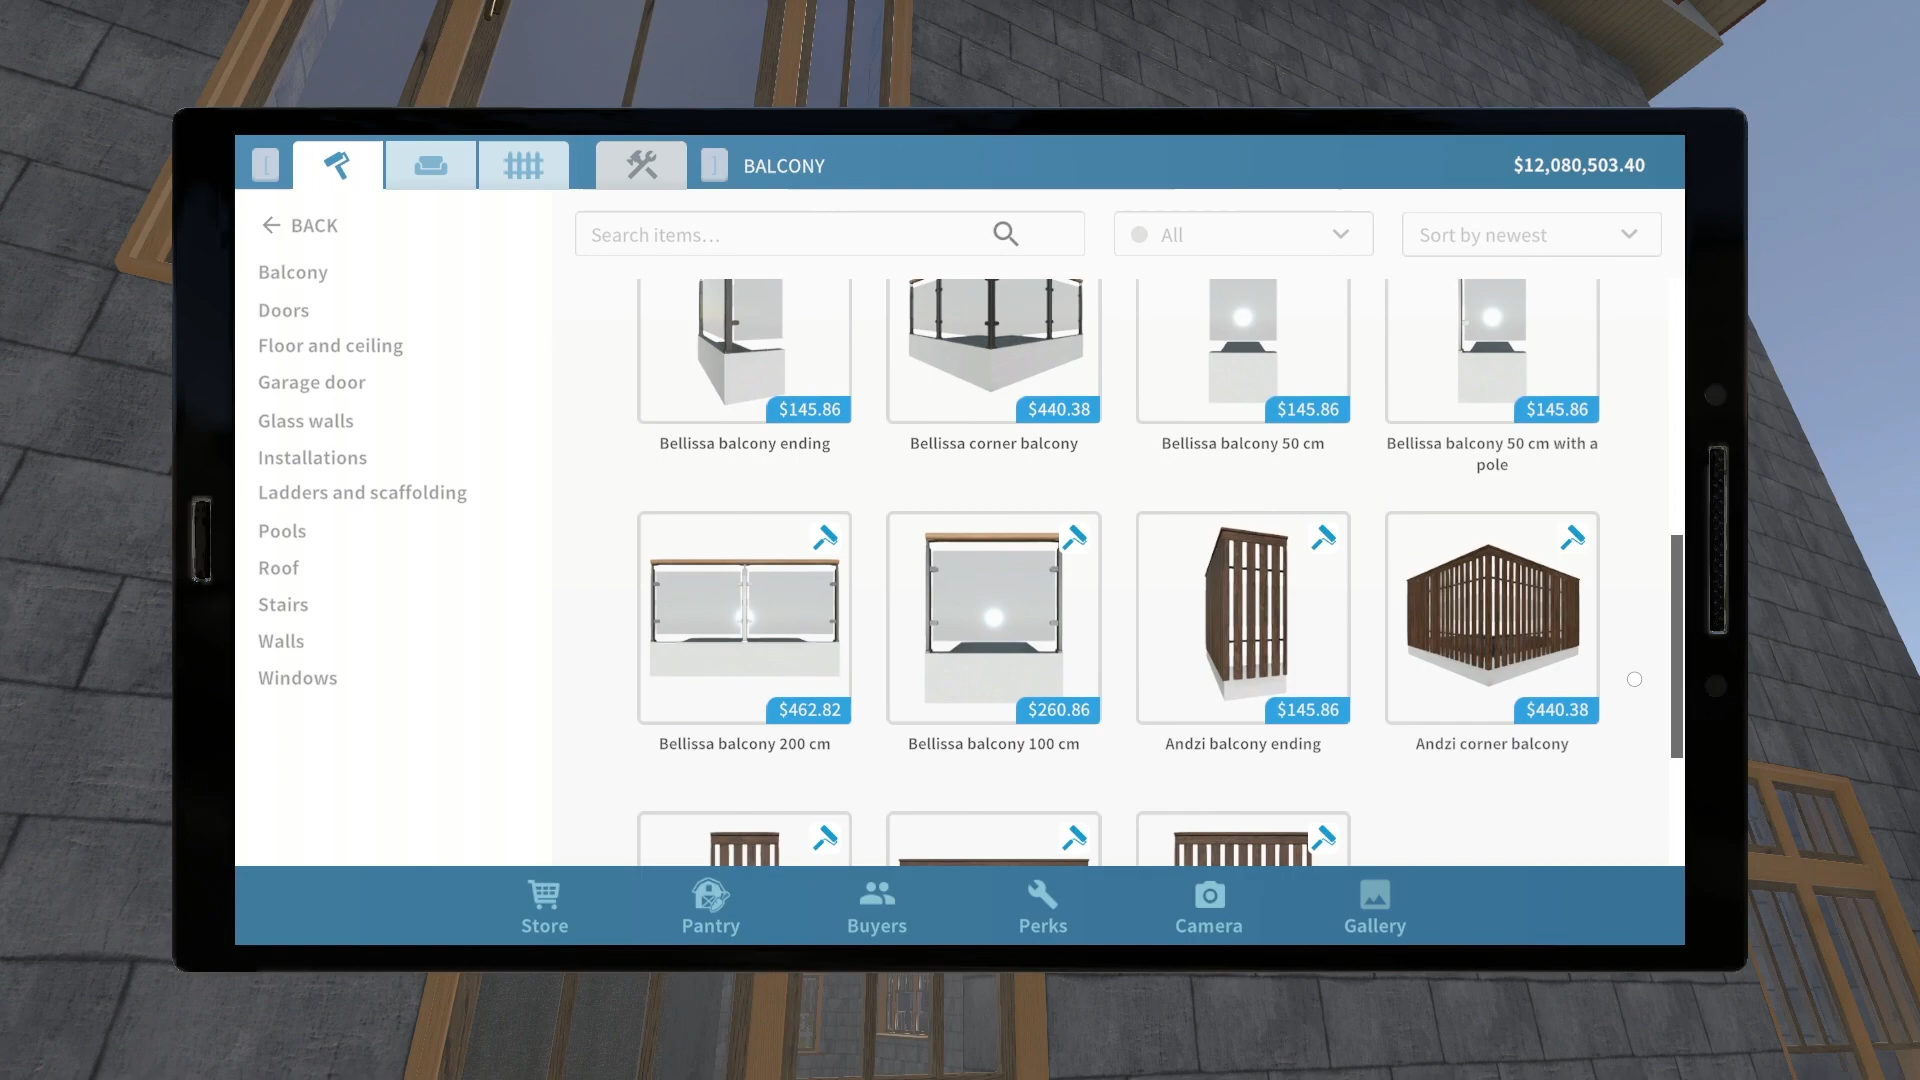 [
]
BALCONY
$12,080,503.40
BACK
Search items...
All
Sort by newest
Balcony
Doors
Floor and ceiling
Garage door
Glass walls
Installations
Ladders and scaffolding
Pools
Roof
Stairs
Walls
Windows
$145.86
$440.38
$145.86
$145.86
Bellissa balcony ending
Bellissa corner balcony
Bellissa balcony 50 cm
Bellissa balcony 50 cm with a
pole
$462.82
$260.86
$145.86
$440.38
Bellissa balcony 200 cm
Bellissa balcony 100 cm
Andzi balcony ending
Andzi corner balcony
Store
Pantry
Buyers
Perks
Camera
Gallery